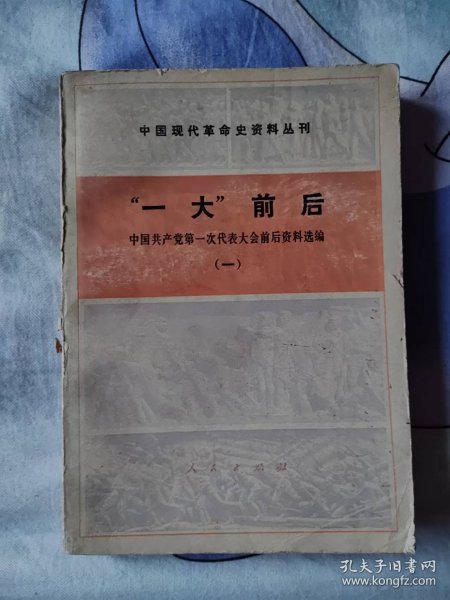 中国现代革命史资料丛刊
“一大”前后
中国共产党第一次代表大会前后资料选编
（一）
人民出版社
孔夫子旧书网
www.kongfz.com